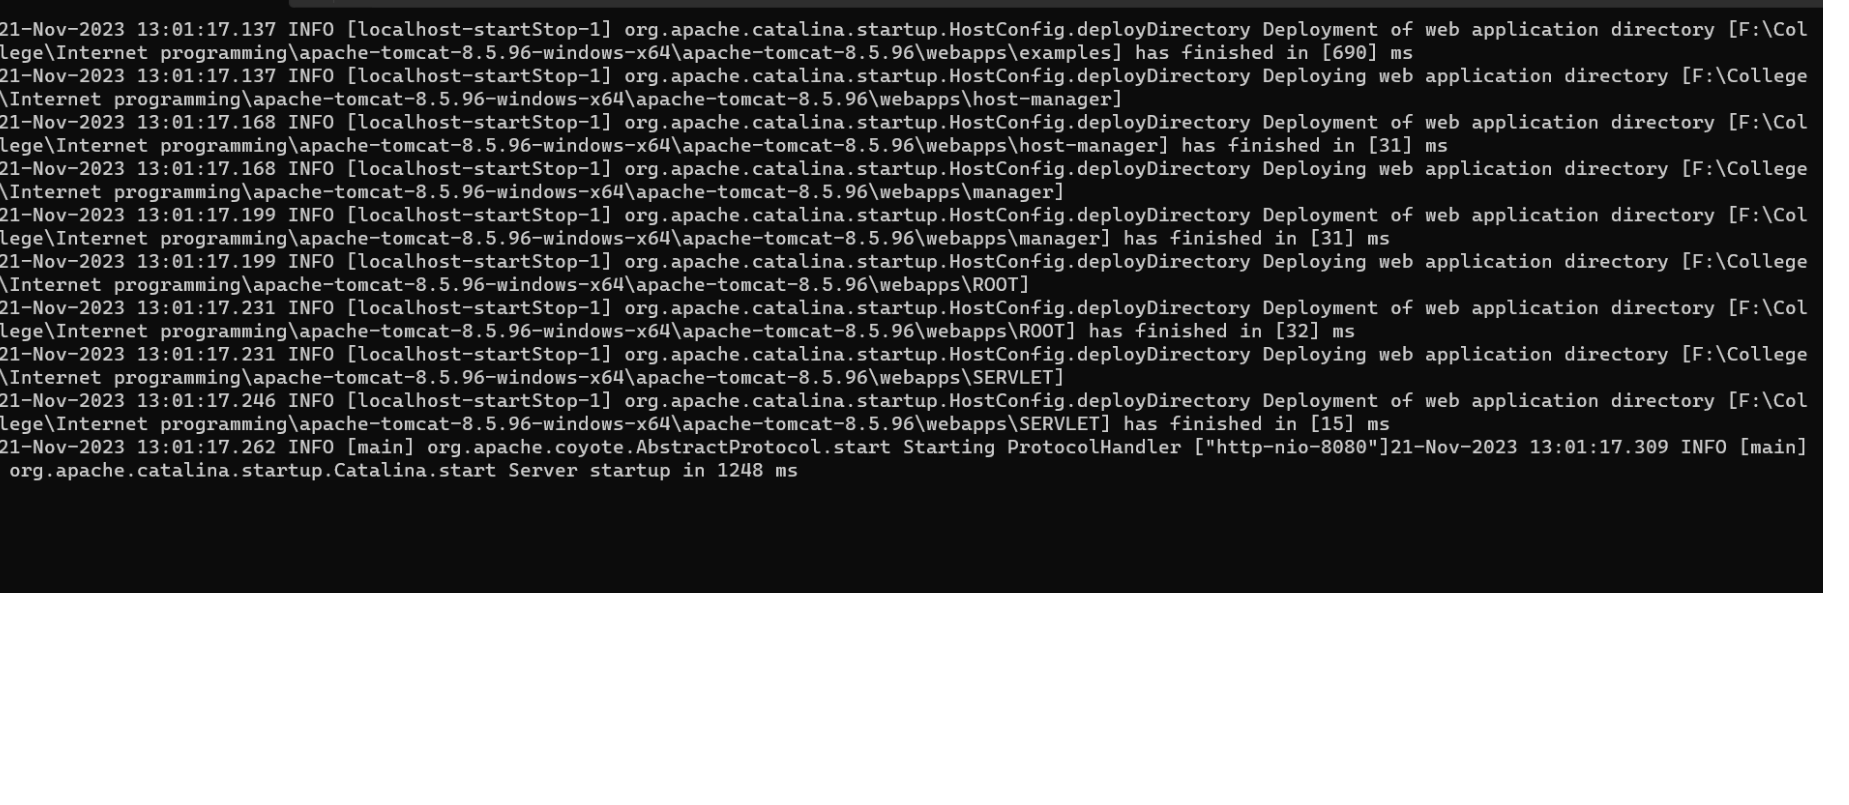 21-Nov-2023 13:01:17.137 INFO [localhost-startStop-1] org.apache.catalina.startup.HostConfig.deployDirectory Deployment of web application directory [F:\Col
lege\Internet programming\apache-tomcat-8.5.96-windows-x64\apache-tomcat-8.5.96\webapps\examples] has finished in [690] ms
21-Nov-2023 13:01:17.137 INFO [localhost-startStop-1] org.apache.catalina.startup.HostConfig.deployDirectory Deploying web application directory [F:\College
\Internet programming\apache-tomcat-8.5.96-windows-x64\apache-tomcat-8.5.96\webapps\host-manager]
21-Nov-2023 13:01:17.168 INFO [localhost-startStop-1] org.apache.catalina.startup.HostConfig.deployDirectory Deployment of web application directory [F:\Col
lege\Internet programming\apache-tomcat-8.5.96-windows-x64\apache-tomcat-8.5.96\webapps\host-manager] has finished in [31] ms
21-Nov-2023 13:01:17.168 INFO [localhost-startStop-1] org.apache.catalina.startup.HostConfig.deployDirectory Deploying web application directory [F:\College
\Internet programming\apache-tomcat-8.5.96-windows-x64\apache-tomcat-8.5.96\webapps\manager]
21-Nov-2023 13:01:17.199 INFO [localhost-startStop-1] org.apache.catalina.startup.HostConfig.deployDirectory Deployment of web application directory [F:\Col
lege\Internet programming\apache-tomcat-8.5.96-windows-x64\apache-tomcat-8.5.96\webapps\manager] has finished in [31] ms
21-Nov-2023 13:01:17.199 INFO [localhost-startStop-1] org.apache.catalina.startup.HostConfig.deployDirectory Deploying web application directory [F:\College
\Internet programming\apache-tomcat-8.5.96-windows-x64\apache-tomcat-8.5.96\webapps\ROOT]
21-Nov-2023 13:01:17.231 INFO [localhost-startStop-1] org.apache.catalina.startup.HostConfig.deployDirectory Deployment of web application directory [F:\Col
lege\Internet programming\apache-tomcat-8.5.96-windows-x64\apache-tomcat-8.5.96\webapps\ROOT] has finished in [32] ms
21-Nov-2023 13:01:17.231 INFO [localhost-startStop-1] org.apache.catalina.startup.HostConfig.deployDirectory Deploying web application directory [F:\College
\Internet programming\apache-tomcat-8.5.96-windows-x64\apache-tomcat-8.5.96\webapps\SERVLET]
21-Nov-2023 13:01:17.246 INFO [localhost-startStop-1] org.apache.catalina.startup.HostConfig.deployDirectory Deployment of web application directory [F:\Col
lege\Internet programming\apache-tomcat-8.5.96-windows-x64\apache-tomcat-8.5.96\webapps\SERVLET] has finished in [15] ms
21-Nov-2023 13:01:17.262 INFO [main] org.apache.coyote.AbstractProtocol.start Starting ProtocolHandler ["http-nio-8080"]21-Nov-2023 13:01:17.309 INFO [main]
org.apache.catalina.startup.Catalina.start Server startup in 1248 ms